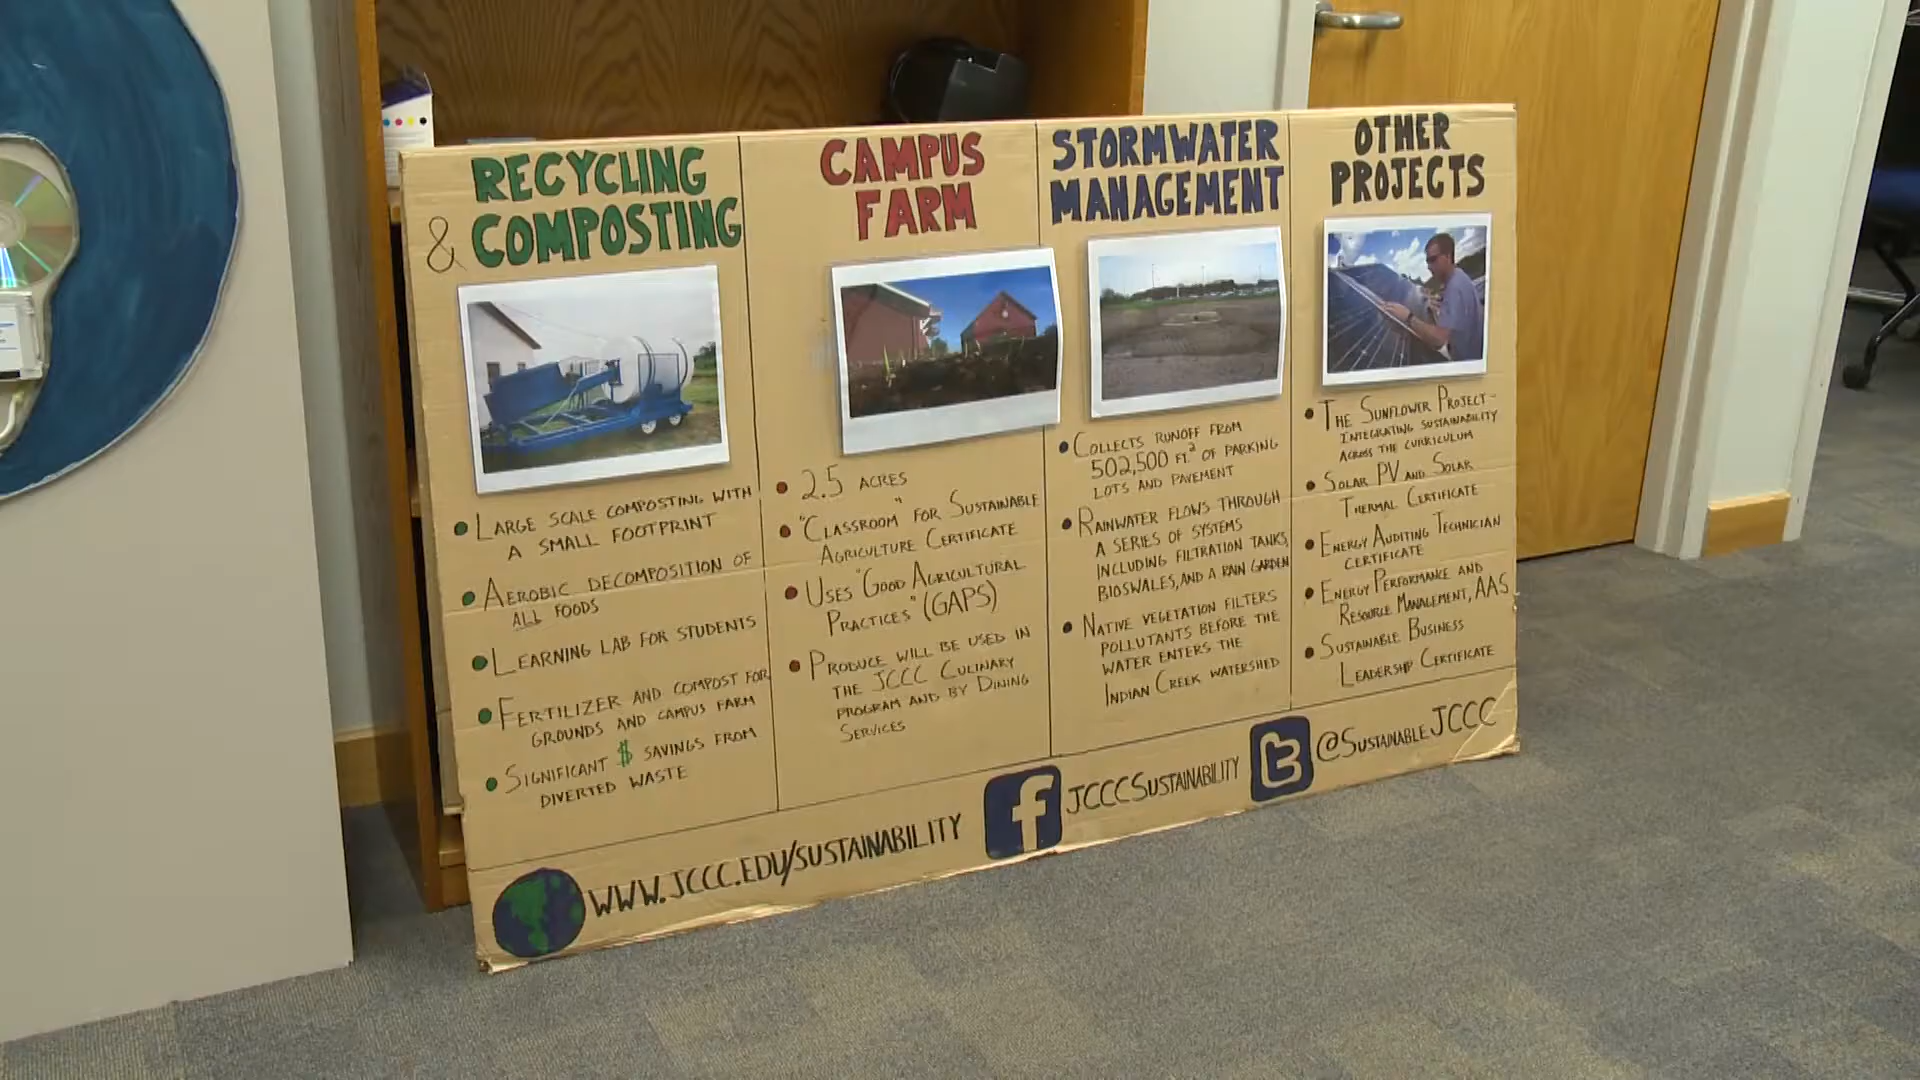 RECYCLING
& COMPOSTING
• LARGE SCALE COMPOSTING WITH
A SMALL FOOTPRINT
• AEROBIC DECOMPOSITION OF
ALL FOODS
• LEARNING LAB FOR STUDENTS
• FERTILIZER AND COMPOST FOR
GROUNDS AND CAMPUS FARM
• SIGNIFICANT $ SAVINGS FROM
DIVERTED WASTE
CAMPUS
FARM
• 2.5 ACRES
• "CLASSROOM" FOR SUSTAINABLE
AGRICULTURE CERTIFICATE
• USES "GOOD AGRICULTURAL
PRACTICES" (GAPS)
• PRODUCE WILL BE USED IN
THE JCCC CULINARY
PROGRAM AND BY DINING
SERVICES
STORMWATER
MANAGEMENT
• COLLECTS RUNOFF FROM
502,500 FT.² OF PARKING
LOTS AND PAVEMENT
• RAINWATER FLOWS THROUGH
A SERIES OF SYSTEMS
INCLUDING FILTRATION TANKS,
BIOSWALES, AND A RAIN GARDEN
• NATIVE VEGETATION FILTERS
POLLUTANTS BEFORE THE
WATER ENTERS THE
INDIAN CREEK WATERSHED
OTHER
PROJECTS
• THE SUNFLOWER PROJECT-
INTEGRATING SUSTAINABILITY
ACROSS THE CURRICULUM
• SOLAR PV AND SOLAR
THERMAL CERTIFICATE
• ENERGY AUDITING TECHNICIAN
CERTIFICATE
• ENERGY PERFORMANCE AND
RESOURCE MANAGEMENT, AAS
• SUSTAINABLE BUSINESS
LEADERSHIP CERTIFICATE
WWW.JCCC.EDU/SUSTAINABILITY
f JCCCSUSTAINABILITY
t @SUSTAINABLEJCCC